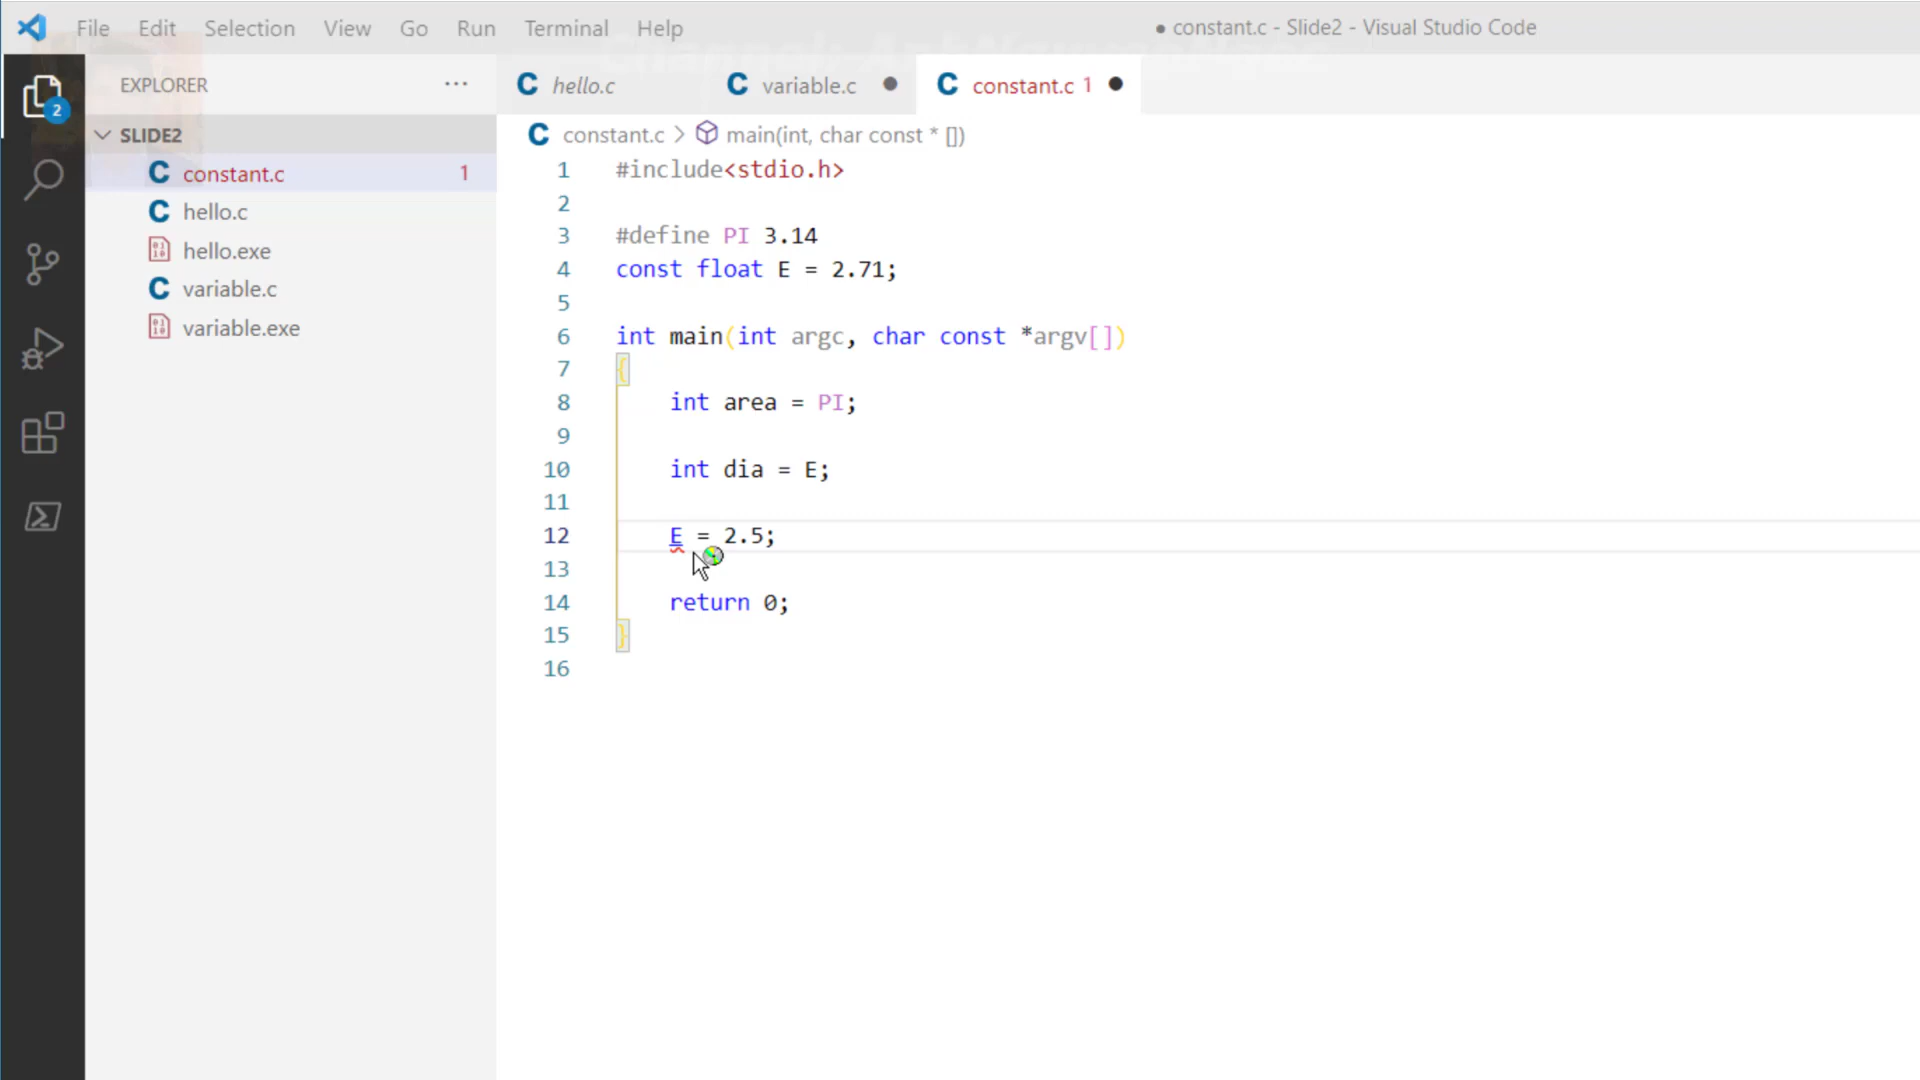 File Edit Selection View Go Run Terminal Help
● constant.c - Slide2 - Visual Studio Code
EXPLORER ···
hello.c
variable.c ●
constant.c 1 ●
2
SLIDE2
constant.c 1
hello.c
hello.exe
variable.c
variable.exe
constant.c > main(int, char const * [])
1 #include<stdio.h>
2
3 #define PI 3.14
4 const float E = 2.71;
5
6 int main(int argc, char const *argv[])
7 {
8 int area = PI;
9
10 int dia = E;
11
12 E = 2.5;
13
14 return 0;
15 }
16